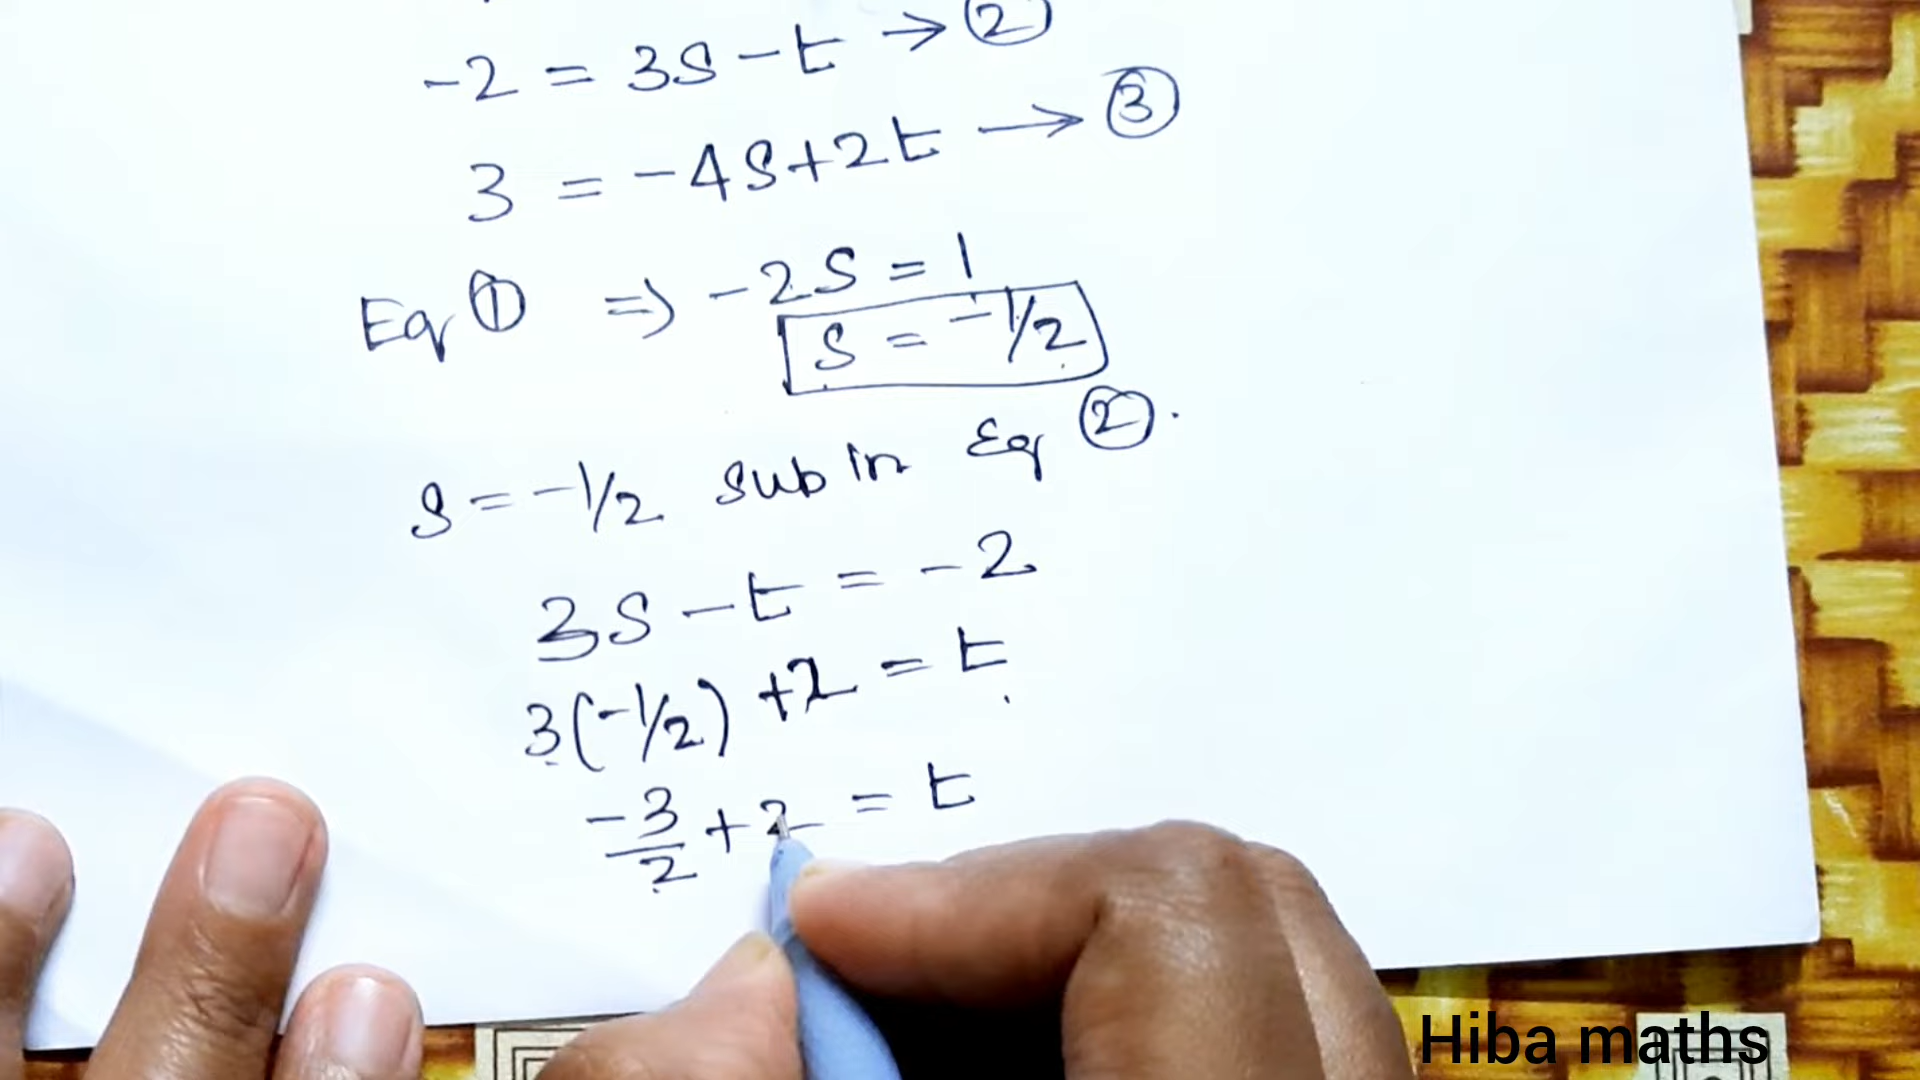 -2 = 3s - t → ②
3 = -4s + 2t → ③
Eq ① ⇒ -2s = 1
s = -1/2
s = -1/2 sub in Eq ②.
3s - t = -2
3(-1/2) + 2 = t
-3/2 + 2 = t
Hiba maths